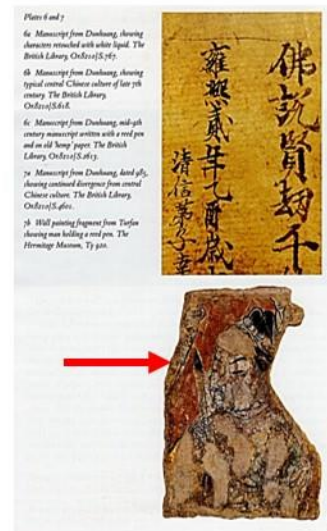 Plates 6 and 7
6a Manuscript from Dunhuang, showing
characters retouched with white liquid. The
British Library, Or.8210/S.767.
6b Manuscript from Dunhuang, showing
typical central Chinese culture of late 7th
century. The British Library,
Or.8210/S.618.
6c Manuscript from Dunhuang, mid-9th
century manuscript written with a reed pen
and on old 'hemp' paper. The British Library,
7a Manuscript from Dunhuang, dated 985,
showing continued divergence from central
Chinese culture. The British Library,
Or.8210/S.4601.
7b Wall painting fragment from Turfan
showing man holding a reed pen. The
Hermitage Museum, Ty 920.
佛說賢劫千
雍熙貳年乙酉歲
清信弟子